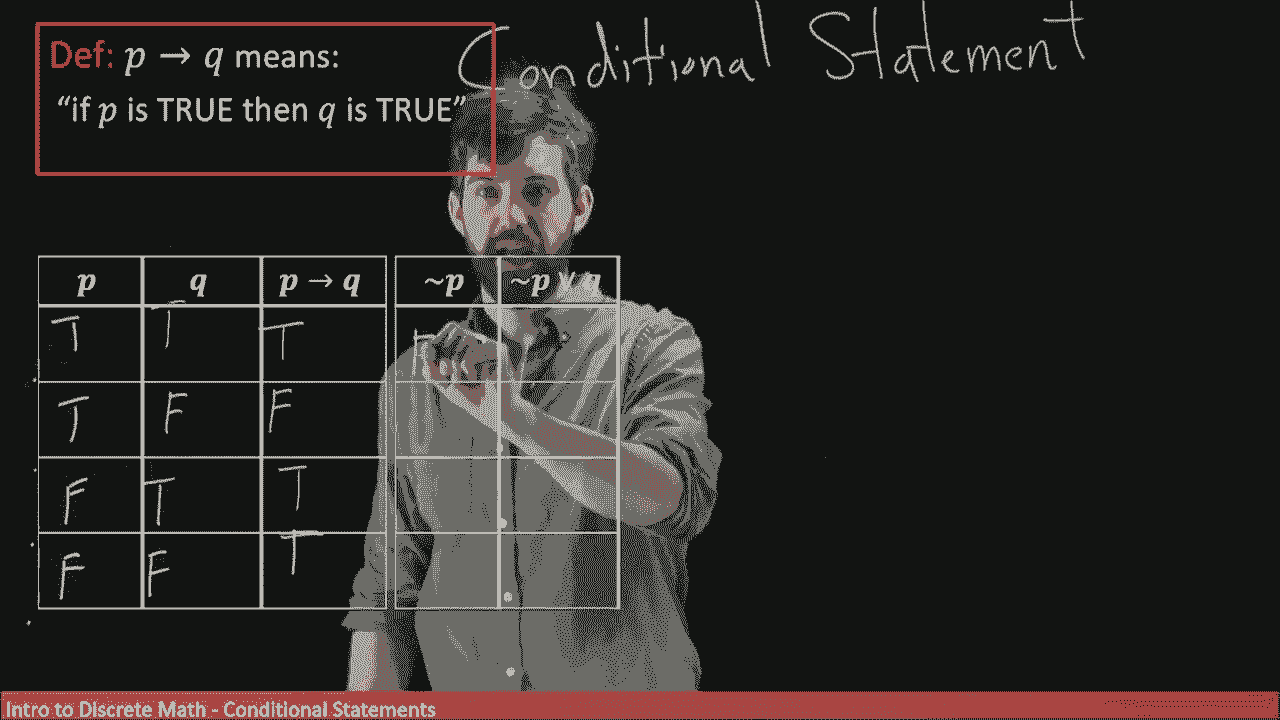 Conditional Statement
Def: p → q means:
“if p is TRUE then q is TRUE”
p q p → q ~p ~p ∨ q
T T T F
T F F
F T T
F F T
Intro to Discrete Math - Conditional Statements